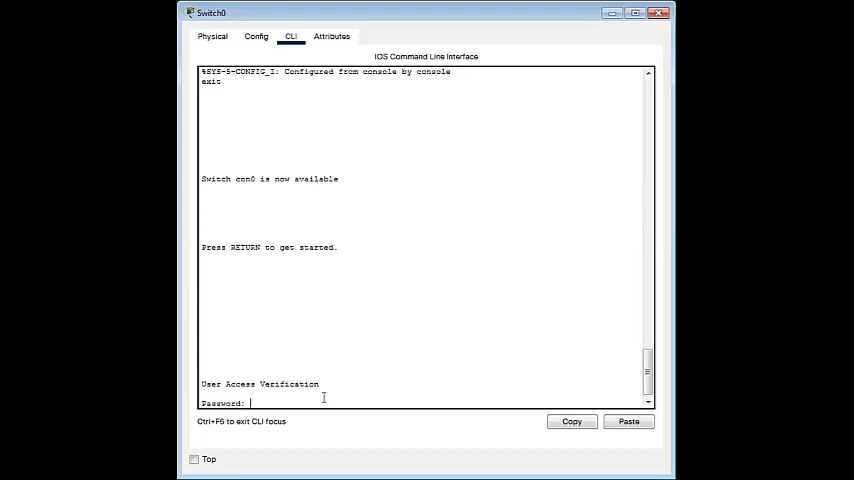 Switch0
Physical Config CLI Attributes
IOS Command Line Interface
%SYS-5-CONFIG_I: Configured from console by console
exit
Switch con0 is now available
Press RETURN to get started.
User Access Verification
Password:
Ctrl+F6 to exit CLI focus
Copy Paste
Top